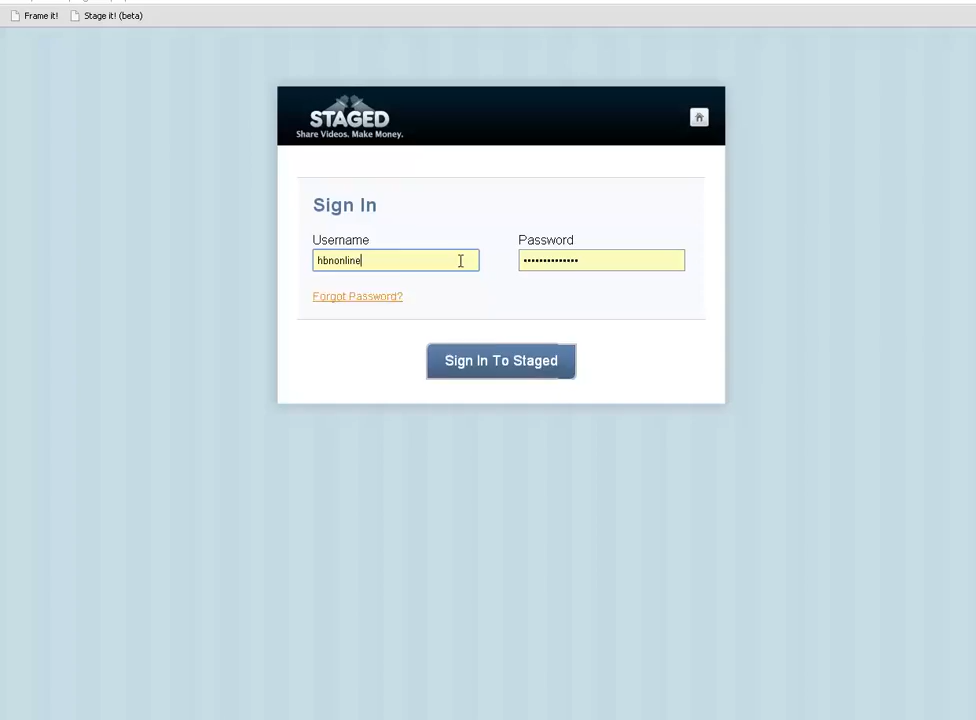 Frame it! Stage it! (beta)
STAGED
Share Videos. Make Money.
Sign In
Username Password
hbnonline ••••••••••••••
Forgot Password?
Sign In To Staged